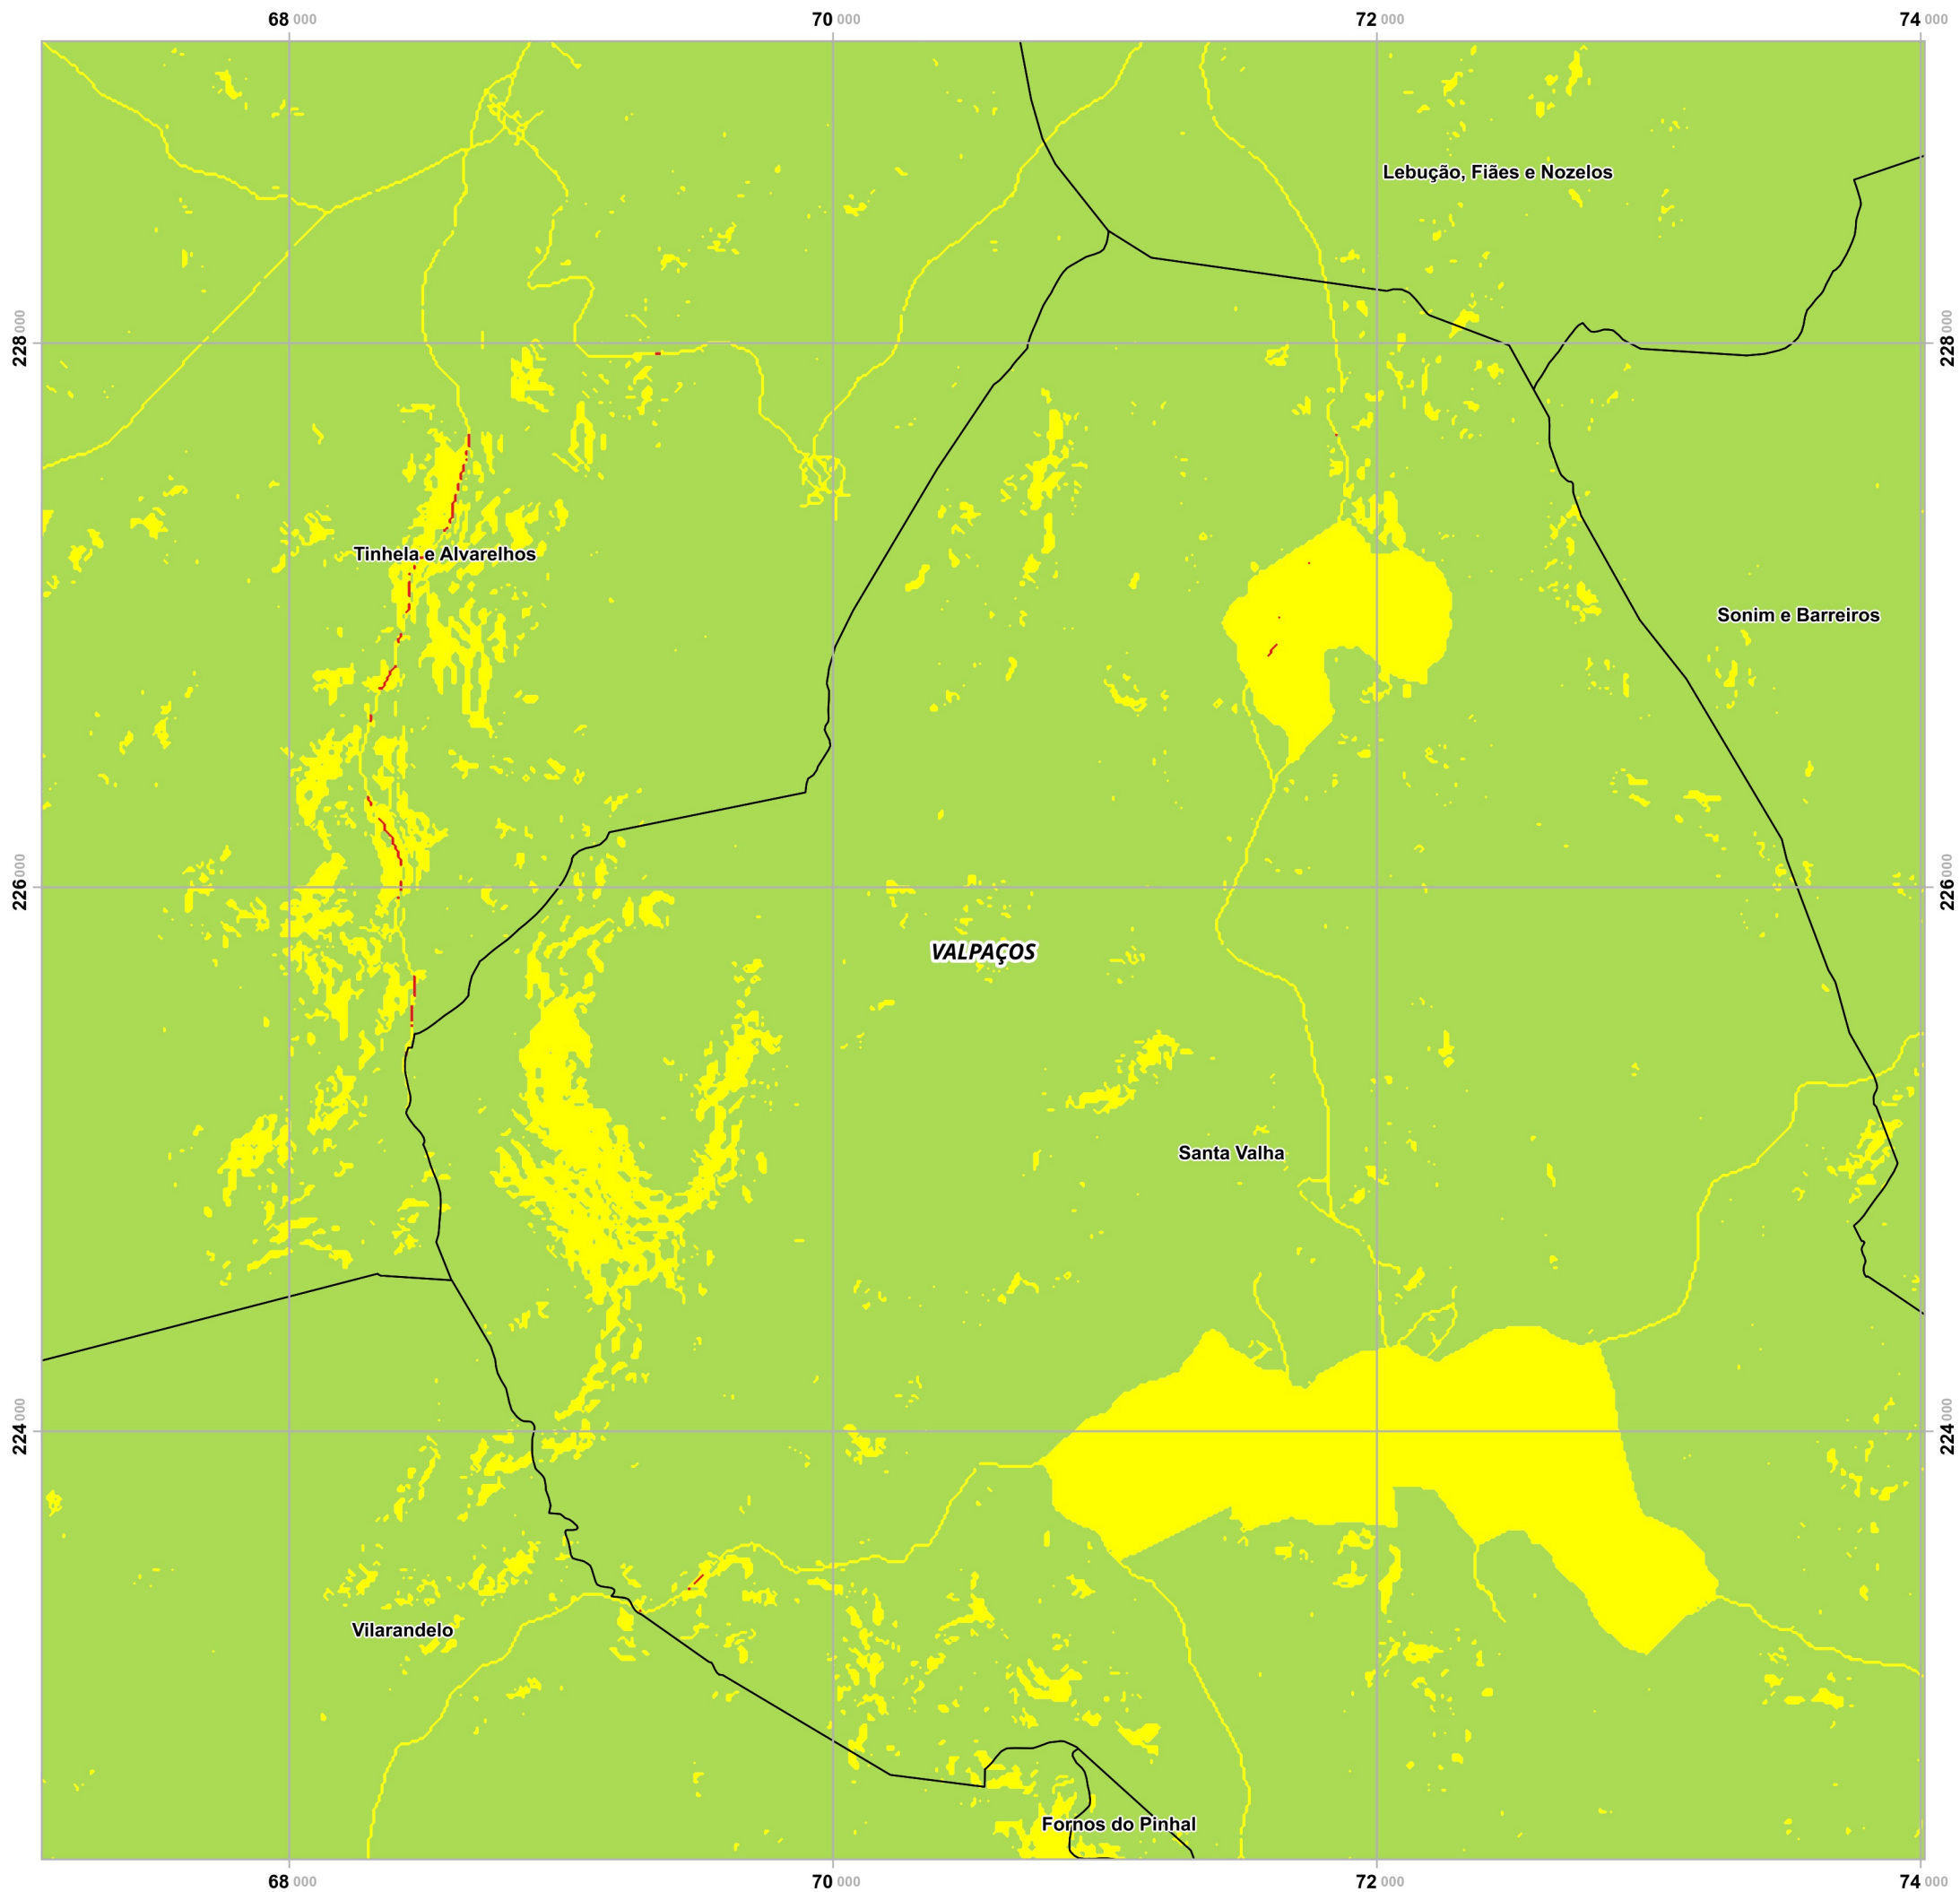 68 000 70 000 72 000 74 000
Lebução, Fiães e Nozelos
228 000 228 000
Tinhela e Alvarelhos
Sonim e Barreiros
226 000 226 000
VALPAÇOS
Santa Valha
224 000 224 000
Vilarandelo
Fornos do Pinhal
68 000 70 000 72 000 74 000